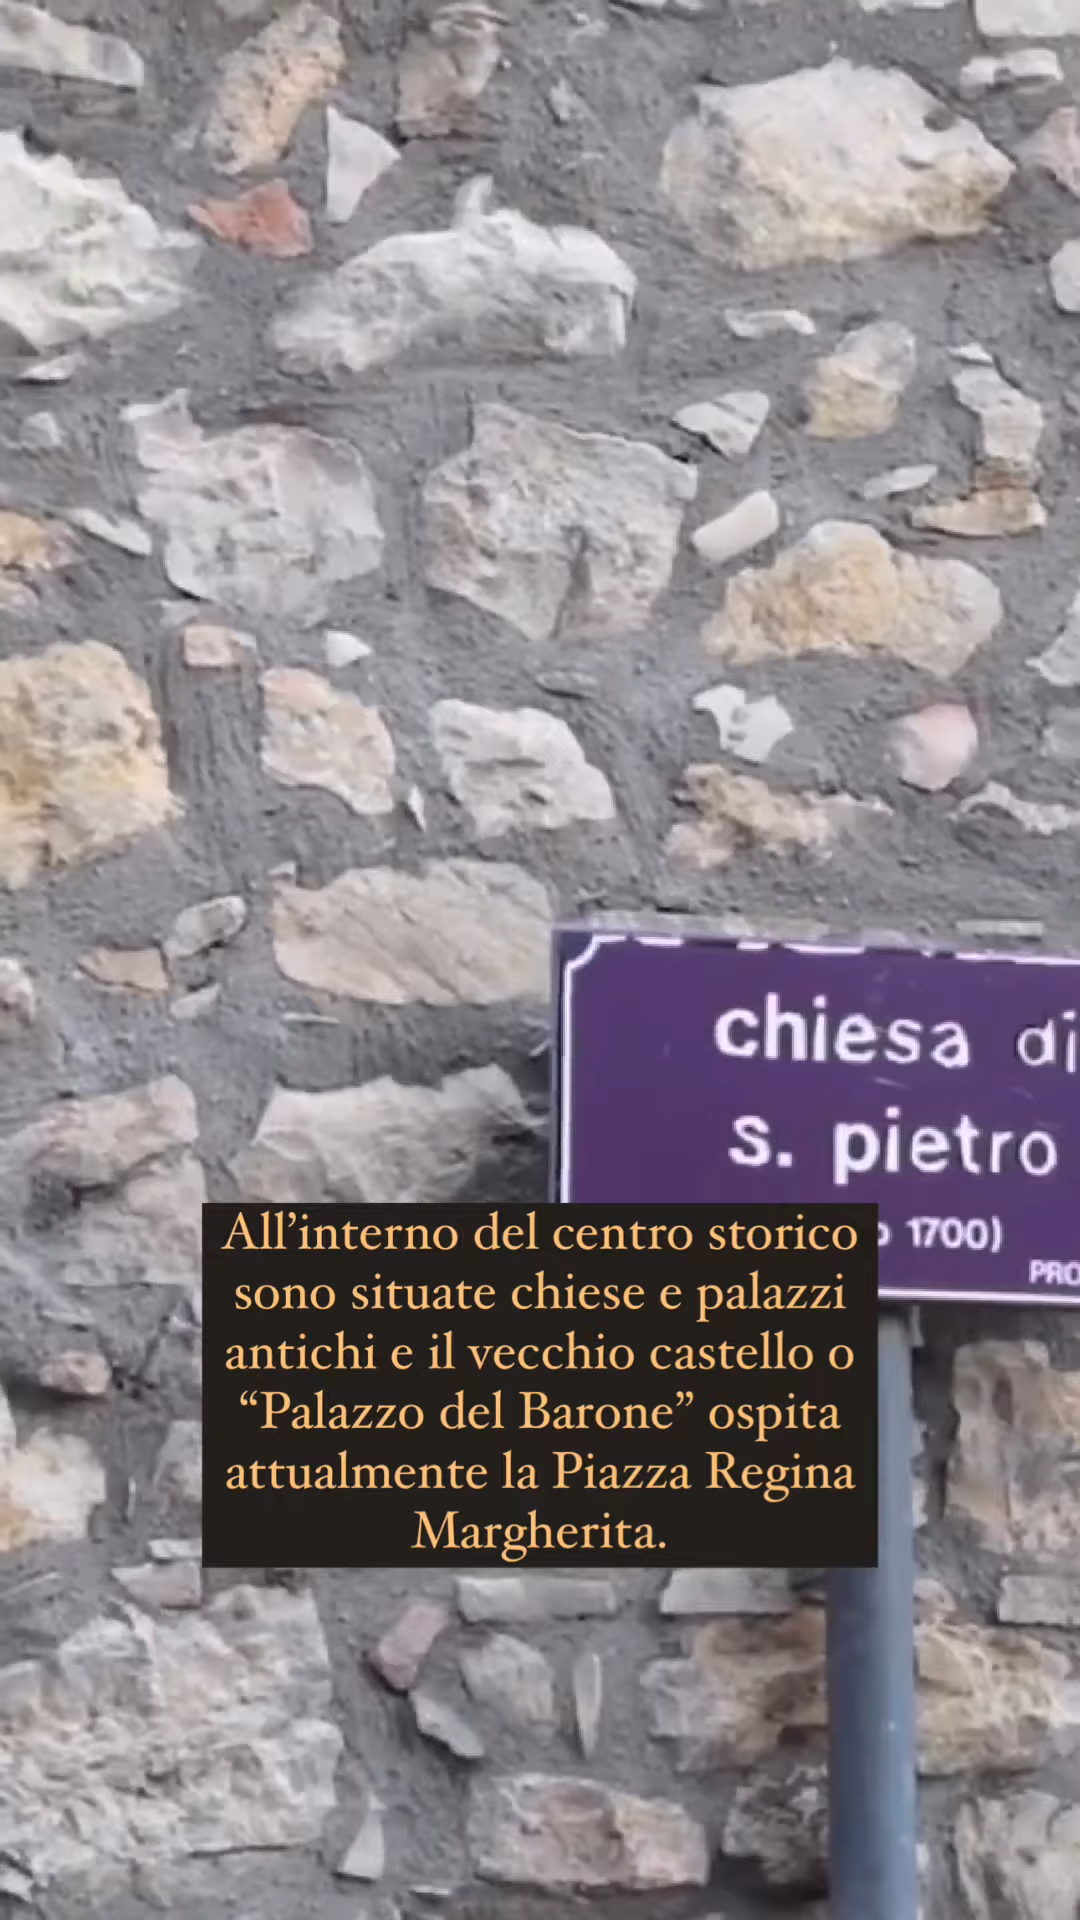 chiesa di
s. pietro
1700)
PRO
All’interno del centro storico
sono situate chiese e palazzi
antichi e il vecchio castello o
“Palazzo del Barone” ospita
attualmente la Piazza Regina
Margherita.